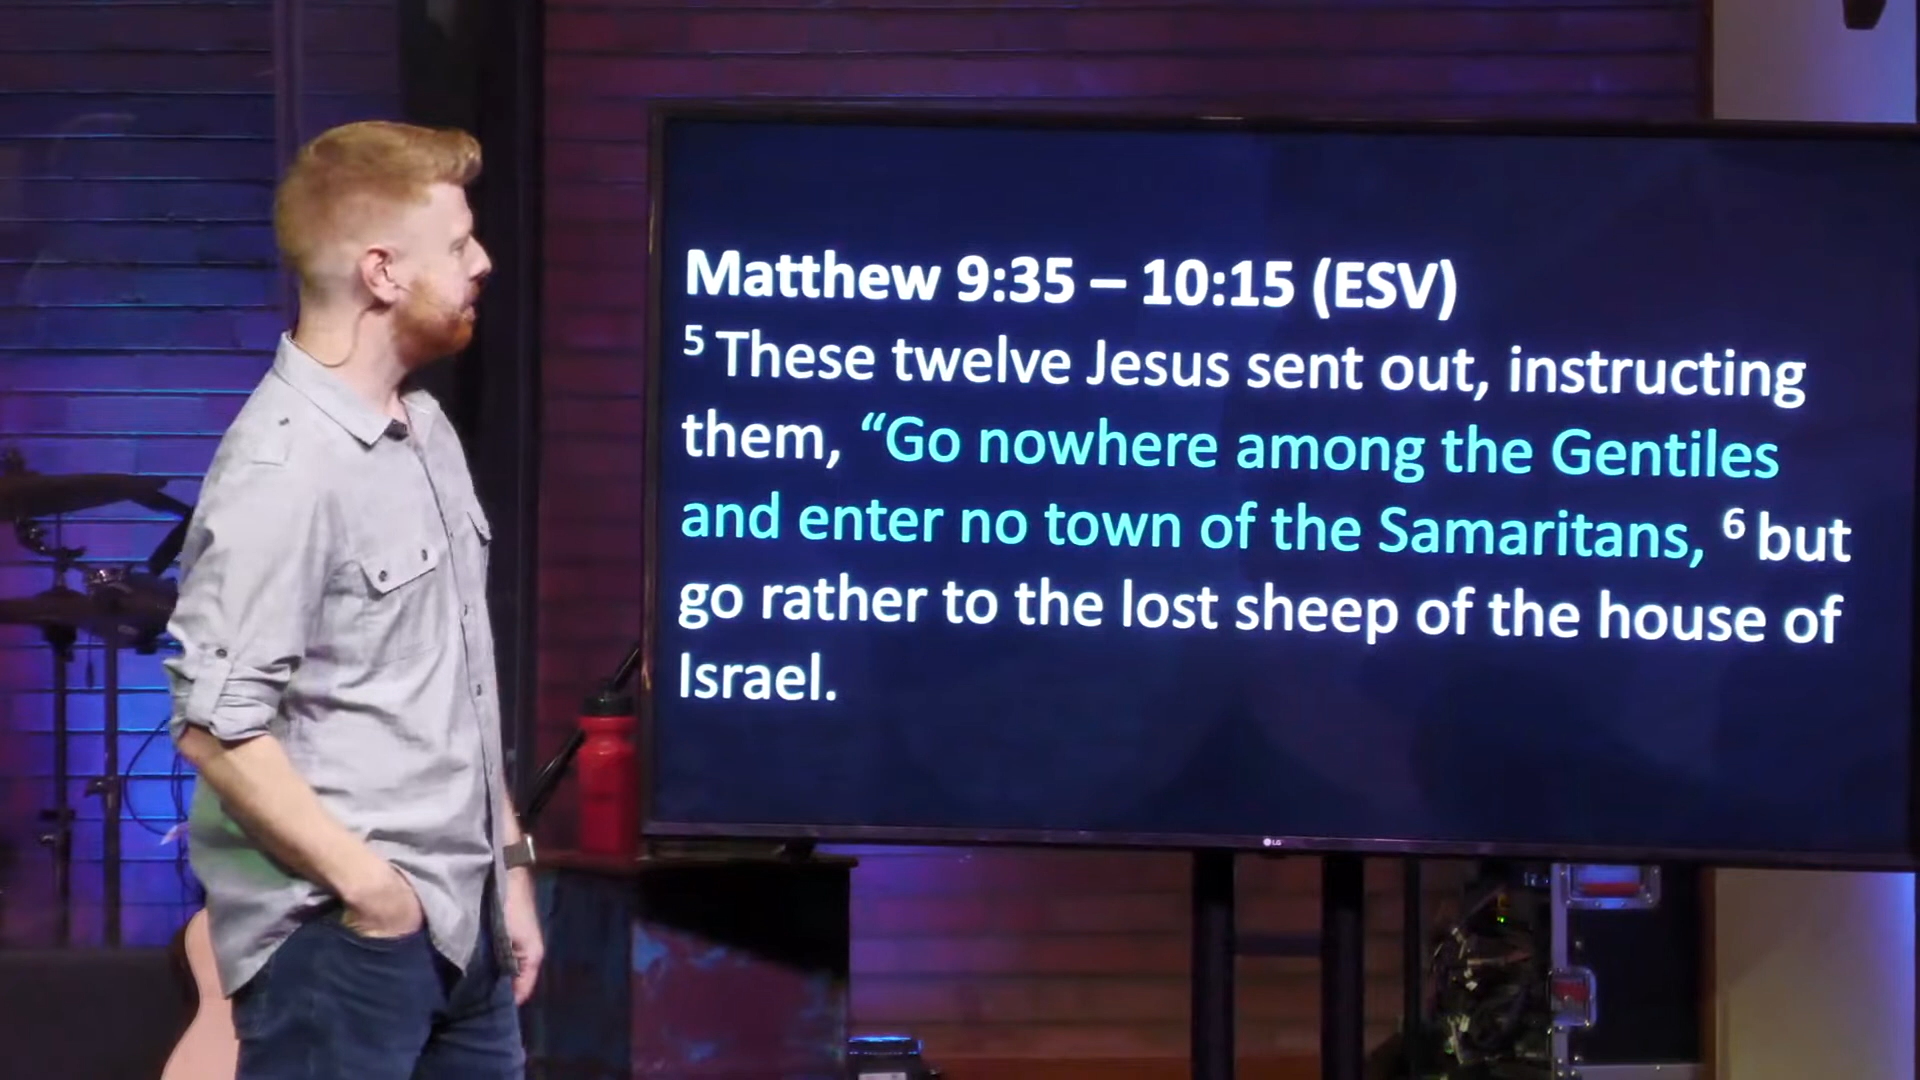 Matthew 9:35 – 10:15 (ESV)
5 These twelve Jesus sent out, instructing
them, “Go nowhere among the Gentiles
and enter no town of the Samaritans, 6 but
go rather to the lost sheep of the house of
Israel.
LG